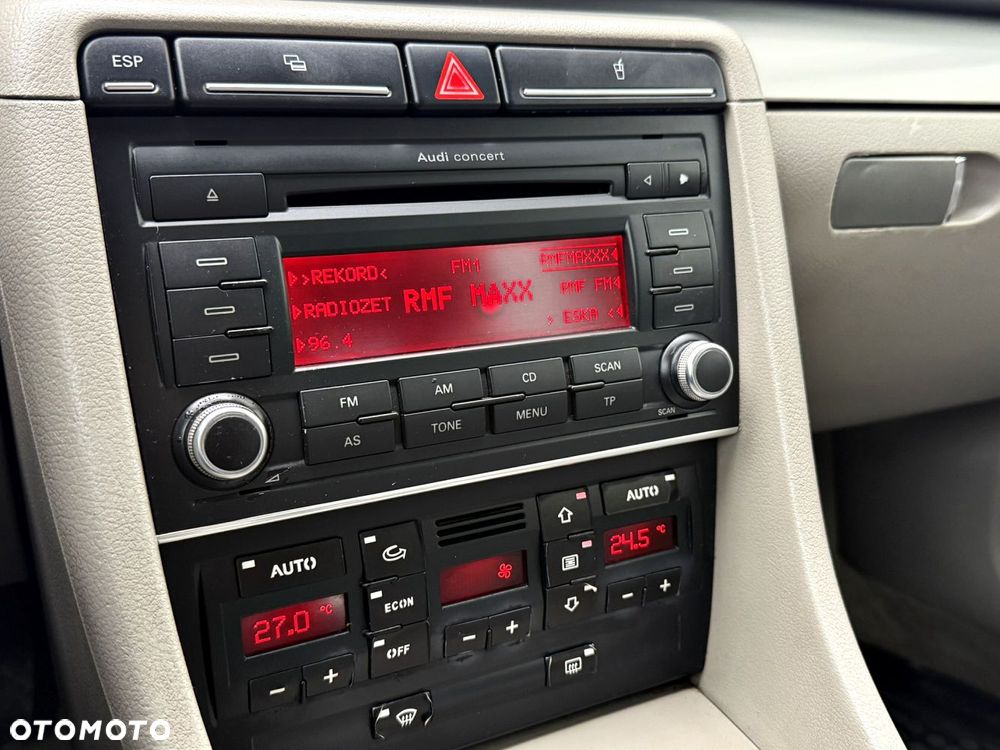 ESP
Audi concert
▷›REKORD‹ FM1 RMFMAXXX◁
▷RADIOZET RMF MAXX RMF FM◁
▷96.4 › ESKA ‹◁
FM AM CD SCAN
AS TONE MENU TP
SCAN
AUTO
24.5 °C
AUTO
ECON
27.0 °C
OFF
− + − + − +
OTOMOTO